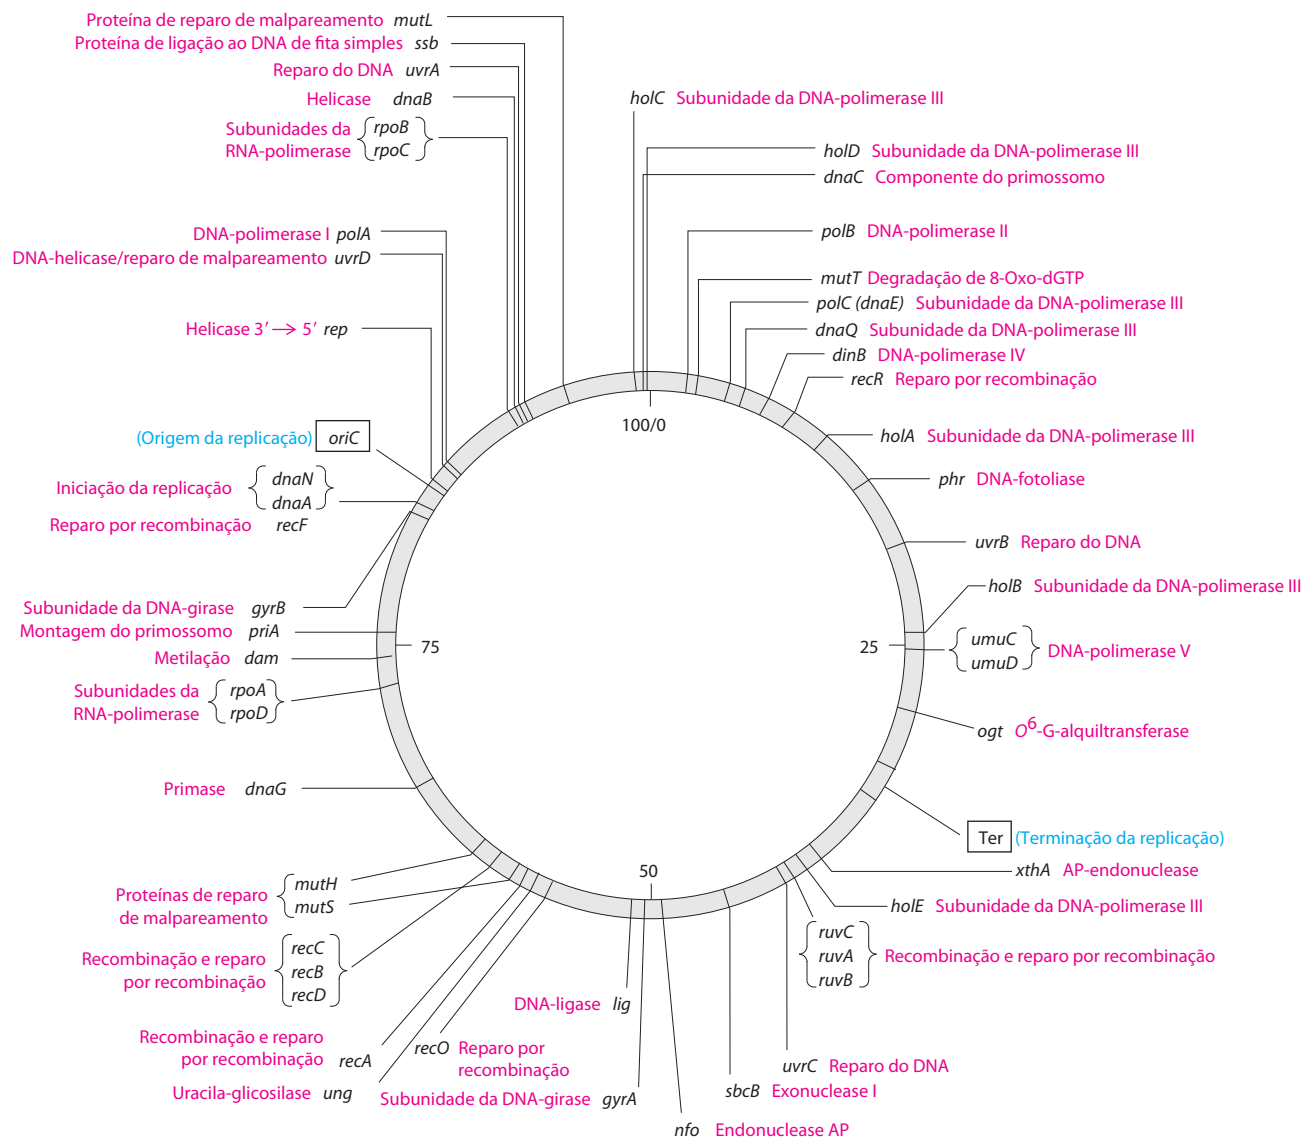 Proteína de reparo de malpareamento mutL
Proteína de ligação ao DNA de fita simples ssb
Reparo do DNA uvrA
Helicase dnaB
Subunidades da
RNA-polimerase
rpoB
rpoC
DNA-polimerase I polA
DNA-helicase/reparo de malpareamento uvrD
Helicase 3′ → 5′ rep
(Origem da replicação) oriC
Iniciação da replicação
dnaN
dnaA
Reparo por recombinação recF
Subunidade da DNA-girase gyrB
Montagem do primossomo priA
Metilação dam
Subunidades da
RNA-polimerase
rpoA
rpoD
Primase dnaG
Proteínas de reparo
de malpareamento
mutH
mutS
Recombinação e reparo
por recombinação
recC
recB
recD
Recombinação e reparo
por recombinação recA
Uracila-glicosilase ung
recO Reparo por
recombinação
Subunidade da DNA-girase gyrA
DNA-ligase lig
nfo Endonuclease AP
sbcB Exonuclease I
uvrC Reparo do DNA
ruvC
ruvA
ruvB
Recombinação e reparo por recombinação
holE Subunidade da DNA-polimerase III
xthA AP-endonuclease
Ter (Terminação da replicação)
ogt O⁶-G-alquiltransferase
umuC
umuD
DNA-polimerase V
holB Subunidade da DNA-polimerase III
uvrB Reparo do DNA
phr DNA-fotoliase
holA Subunidade da DNA-polimerase III
recR Reparo por recombinação
dinB DNA-polimerase IV
dnaQ Subunidade da DNA-polimerase III
polC (dnaE) Subunidade da DNA-polimerase III
mutT Degradação de 8-Oxo-dGTP
polB DNA-polimerase II
dnaC Componente do primossomo
holD Subunidade da DNA-polimerase III
holC Subunidade da DNA-polimerase III
100/0
25
50
75